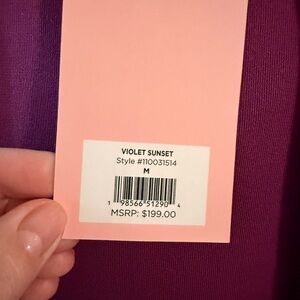 VIOLET SUNSET
Style #110031514
M
1 98566 51290 4
MSRP: $199.00